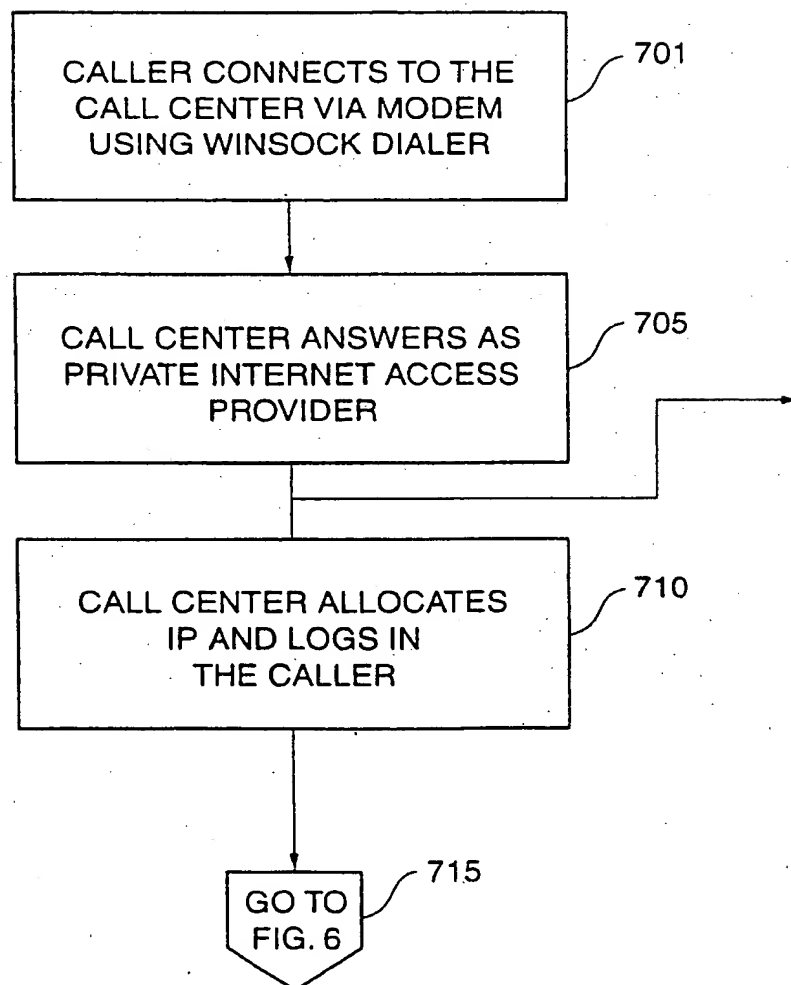 CALLER CONNECTS TO THE
CALL CENTER VIA MODEM
USING WINSOCK DIALER
701
CALL CENTER ANSWERS AS
PRIVATE INTERNET ACCESS
PROVIDER
705
CALL CENTER ALLOCATES
IP AND LOGS IN
THE CALLER
710
GO TO
FIG. 6
715